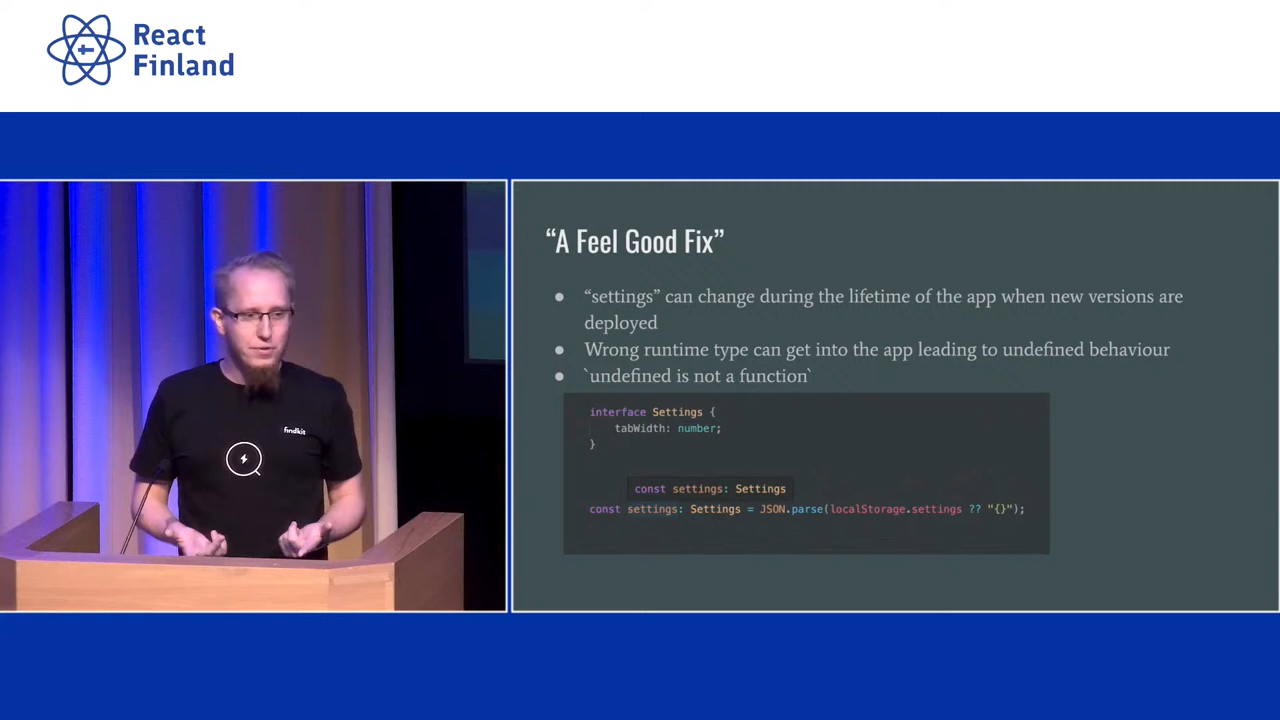 React
Finland
“A Feel Good Fix”
● “settings” can change during the lifetime of the app when new versions are
deployed
● Wrong runtime type can get into the app leading to undefined behaviour
● `undefined is not a function`
interface Settings {
tabWidth: number;
}
const settings: Settings
const settings: Settings = JSON.parse(localStorage.settings ?? "{}");
findkit